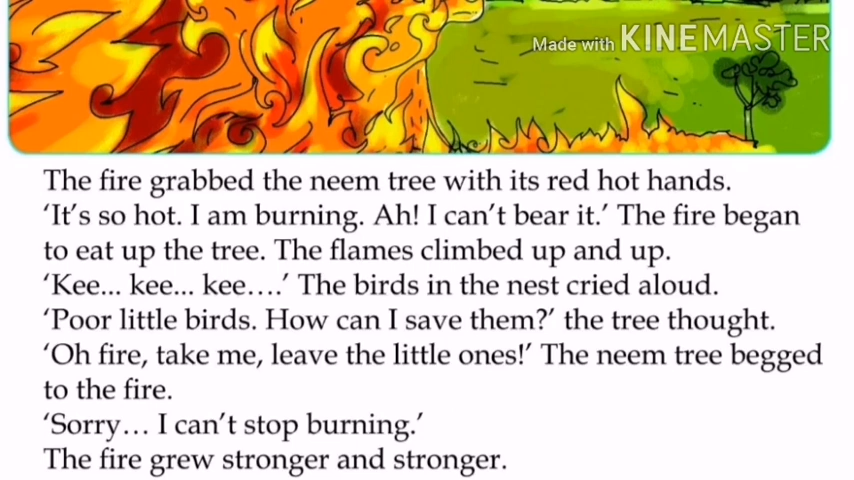 Made with KINEMASTER
The fire grabbed the neem tree with its red hot hands.
‘It’s so hot. I am burning. Ah! I can’t bear it.’ The fire began
to eat up the tree. The flames climbed up and up.
‘Kee... kee... kee….’ The birds in the nest cried aloud.
‘Poor little birds. How can I save them?’ the tree thought.
‘Oh fire, take me, leave the little ones!’ The neem tree begged
to the fire.
‘Sorry… I can’t stop burning.’
The fire grew stronger and stronger.